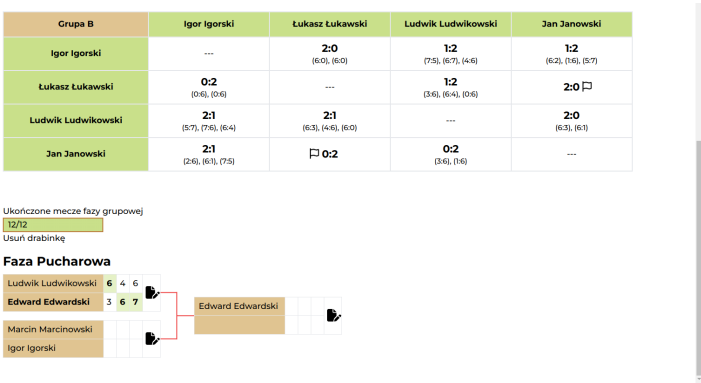 Grupa B Igor Igorski Łukasz Łukawski Ludwik Ludwikowski Jan Janowski
Igor Igorski --- 2:0 1:2 1:2
(6:0), (6:0) (7:5), (6:7), (4:6) (6:2), (1:6), (5:7)
Łukasz Łukawski 0:2 --- 1:2 2:0
(0:6), (0:6) (3:6), (6:4), (0:6)
Ludwik Ludwikowski 2:1 2:1 --- 2:0
(5:7), (7:6), (6:4) (6:3), (4:6), (6:0) (6:3), (6:1)
Jan Janowski 2:1 0:2 0:2 ---
(2:6), (6:1), (7:5) (3:6), (1:6)
Ukończone mecze fazy grupowej
12/12
Usuń drabinkę
Faza Pucharowa
Ludwik Ludwikowski 6 4 6
Edward Edwardski 3 6 7
Edward Edwardski
Marcin Marcinowski
Igor Igorski